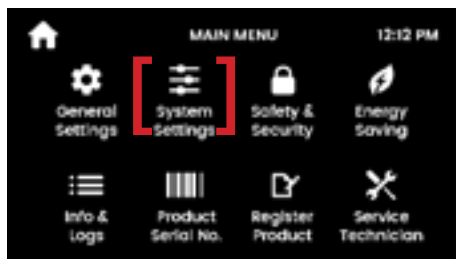 MAIN MENU 12:12 PM
General System Safety & Energy
Settings Settings Security Saving
Info & Product Register Service
Logs Serial No. Product Technician